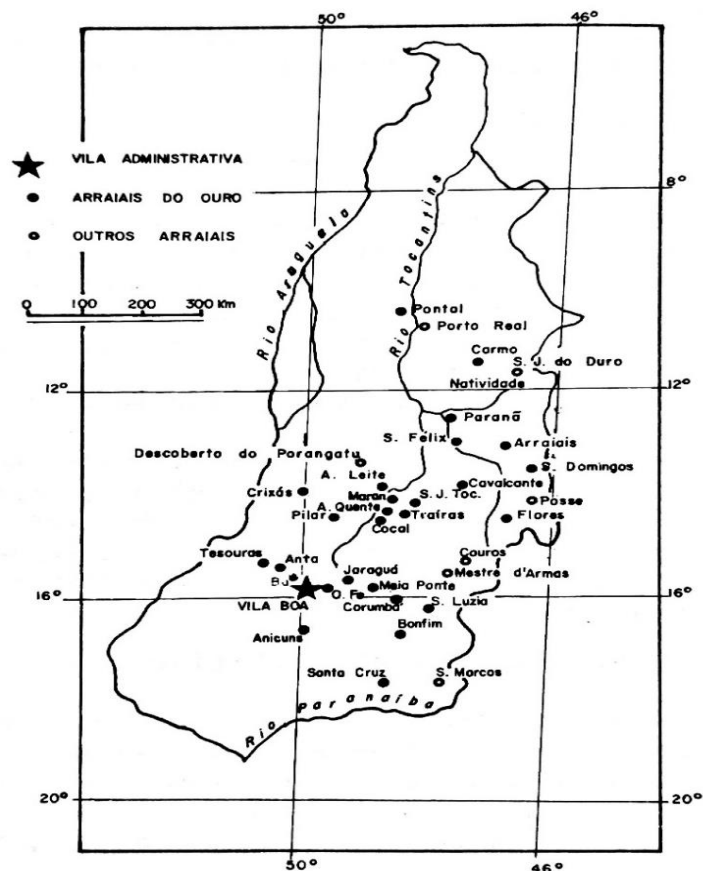 50°
46°
VILA ADMINISTRATIVA
ARRAIAIS DO OURO
OUTROS ARRAIAIS
8°
0 100 200 300 Km
Rio Araguaia
Rio Tocantins
Pontal
Porto Real
Carmo
S. J. do Duro
Natividade
12°
12°
Paranã
S. Félix
Arraiais
Descoberto do Porangatu
S. Domingos
A. Leite
Cavalcante
Crixás
Maran
S. J. Toc.
Posse
A. Quente
Pilar
Traíras
Flores
Cocal
Tesouras
Anta
Couros
Jaraguá
Mestre d'Armas
Meia Ponte
O. F.
16°
16°
VILA BOA
Corumbá
S. Luzia
Anicuns
Bonfim
Santa Cruz
S. Marcos
Rio Paranaíba
20°
20°
50°
46°